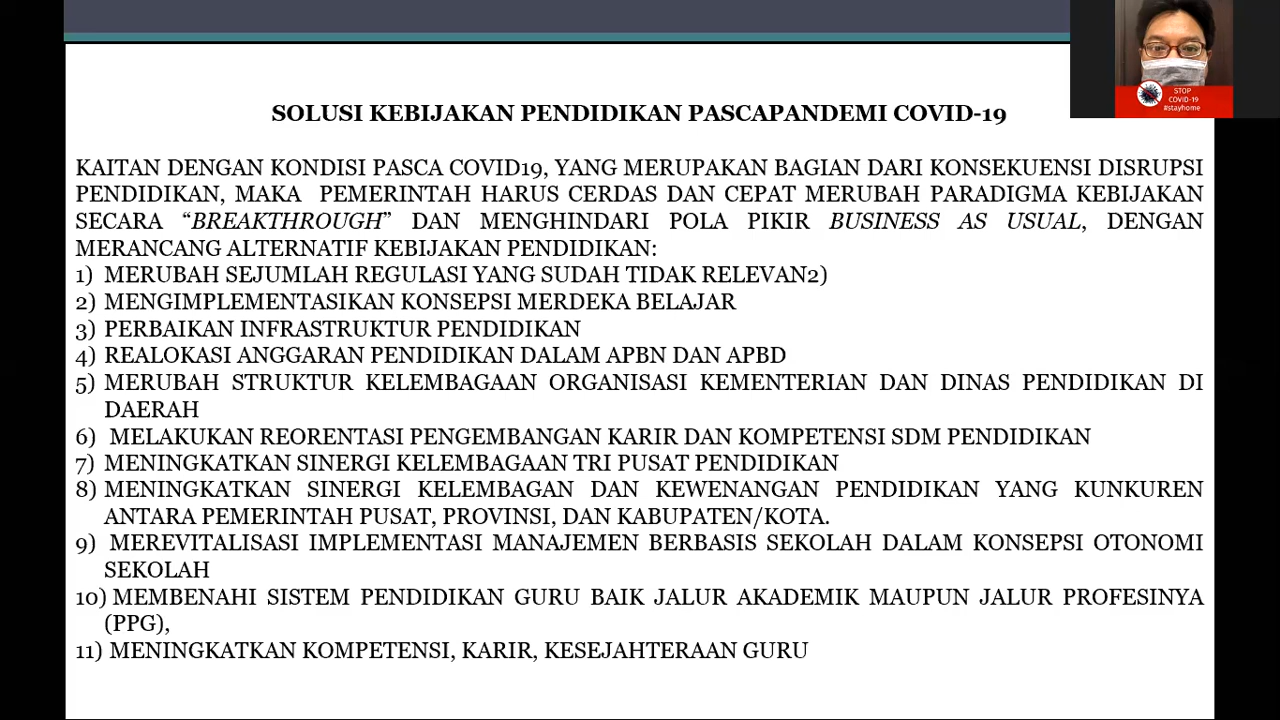 STOP
COVID-19
#stayhome
SOLUSI KEBIJAKAN PENDIDIKAN PASCAPANDEMI COVID-19
KAITAN DENGAN KONDISI PASCA COVID19, YANG MERUPAKAN BAGIAN DARI KONSEKUENSI DISRUPSI
PENDIDIKAN, MAKA PEMERINTAH HARUS CERDAS DAN CEPAT MERUBAH PARADIGMA KEBIJAKAN
SECARA “BREAKTHROUGH” DAN MENGHINDARI POLA PIKIR BUSINESS AS USUAL, DENGAN
MERANCANG ALTERNATIF KEBIJAKAN PENDIDIKAN:
1) MERUBAH SEJUMLAH REGULASI YANG SUDAH TIDAK RELEVAN2)
2) MENGIMPLEMENTASIKAN KONSEPSI MERDEKA BELAJAR
3) PERBAIKAN INFRASTRUKTUR PENDIDIKAN
4) REALOKASI ANGGARAN PENDIDIKAN DALAM APBN DAN APBD
5) MERUBAH STRUKTUR KELEMBAGAAN ORGANISASI KEMENTERIAN DAN DINAS PENDIDIKAN DI
DAERAH
6) MELAKUKAN REORENTASI PENGEMBANGAN KARIR DAN KOMPETENSI SDM PENDIDIKAN
7) MENINGKATKAN SINERGI KELEMBAGAAN TRI PUSAT PENDIDIKAN
8) MENINGKATKAN SINERGI KELEMBAGAN DAN KEWENANGAN PENDIDIKAN YANG KUNKUREN
ANTARA PEMERINTAH PUSAT, PROVINSI, DAN KABUPATEN/KOTA.
9) MEREVITALISASI IMPLEMENTASI MANAJEMEN BERBASIS SEKOLAH DALAM KONSEPSI OTONOMI
SEKOLAH
10) MEMBENAHI SISTEM PENDIDIKAN GURU BAIK JALUR AKADEMIK MAUPUN JALUR PROFESINYA
(PPG),
11) MENINGKATKAN KOMPETENSI, KARIR, KESEJAHTERAAN GURU